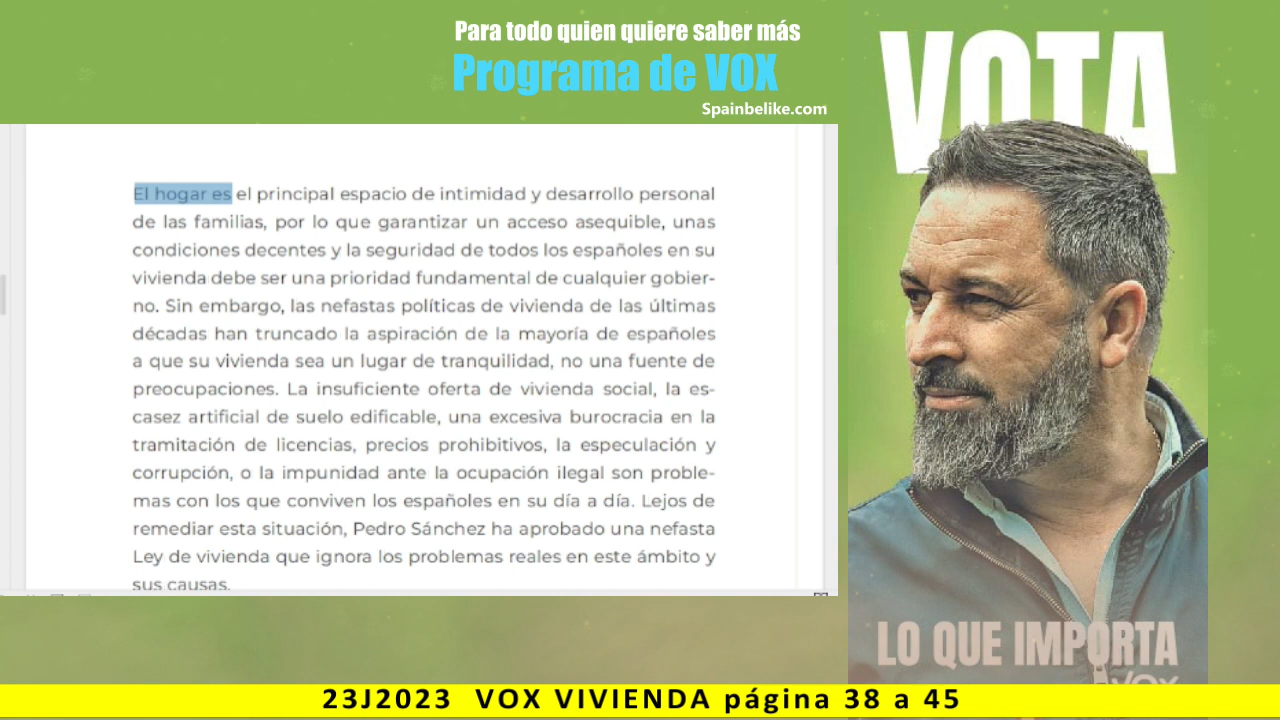 Para todo quien quiere saber más
Programa de VOX
Spainbelike.com
VOTA
El hogar es el principal espacio de intimidad y desarrollo personal
de las familias, por lo que garantizar un acceso asequible, unas
condiciones decentes y la seguridad de todos los españoles en su
vivienda debe ser una prioridad fundamental de cualquier gobier-
no. Sin embargo, las nefastas políticas de vivienda de las últimas
décadas han truncado la aspiración de la mayoría de españoles
a que su vivienda sea un lugar de tranquilidad, no una fuente de
preocupaciones. La insuficiente oferta de vivienda social, la es-
casez artificial de suelo edificable, una excesiva burocracia en la
tramitación de licencias, precios prohibitivos, la especulación y
corrupción, o la impunidad ante la ocupación ilegal son proble-
mas con los que conviven los españoles en su día a día. Lejos de
remediar esta situación, Pedro Sánchez ha aprobado una nefasta
Ley de vivienda que ignora los problemas reales en este ámbito y
sus causas.
LO QUE IMPORTA
VOX
23J2023 VOX VIVIENDA página 38 a 45